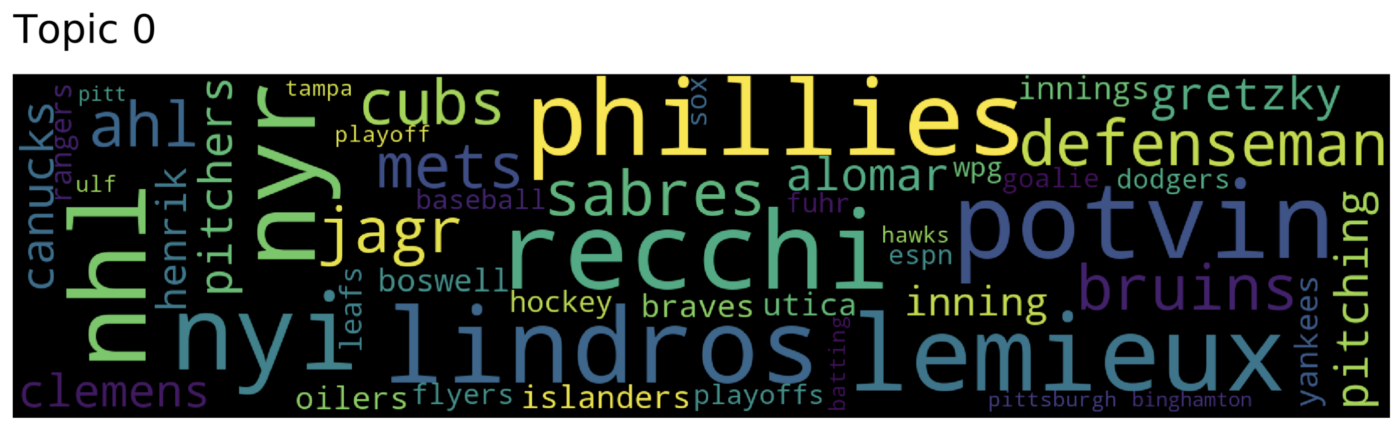 Topic 0
canucks
rangers
pitt
ahl
ulf
nhl
henrik
pitchers
nyr
tampa
playoff
cubs
mets
baseball
jagr
phillies
sox
sabres
alomar
wpg
goalie
dodgers
innings
gretzky
defenseman
fuhr
recchi
hawks
espn
potvin
pitching
boswell
leafs
hockey
braves
utica
inning
bruins
yankees
nyi
lindros
batting
lemieux
clemens
oilers
flyers
islanders
playoffs
pittsburgh
binghamton